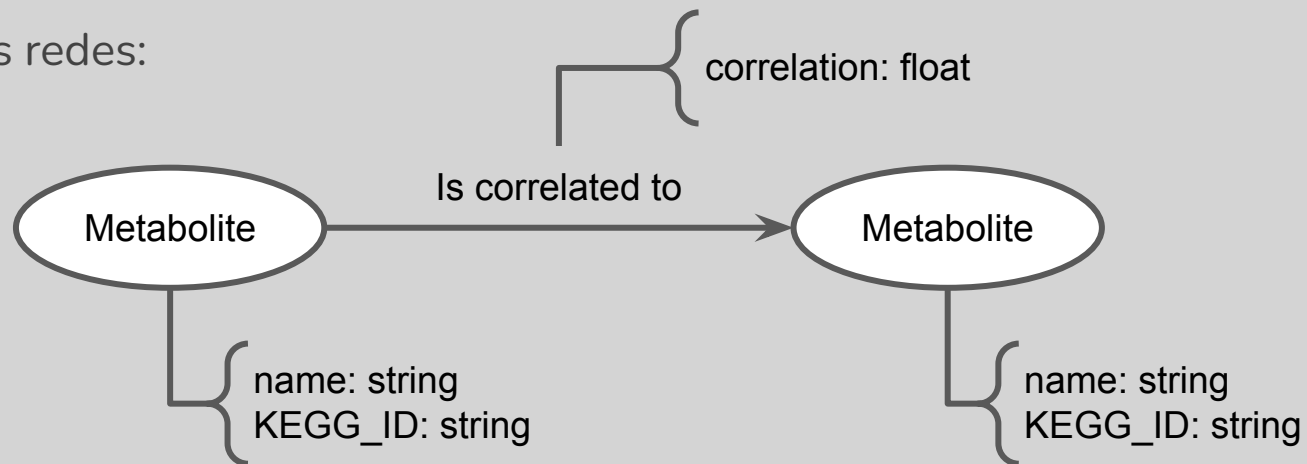 s redes:
correlation: float
Is correlated to
Metabolite
Metabolite
name: string
KEGG_ID: string
name: string
KEGG_ID: string